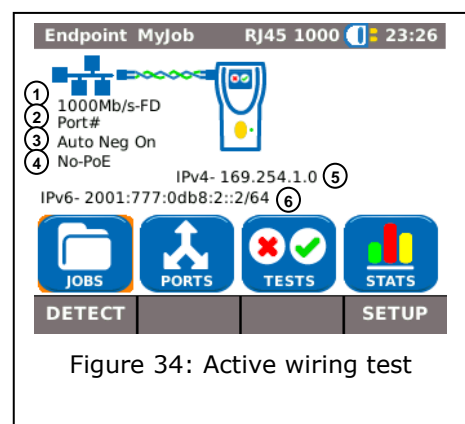 Endpoint MyJob RJ45 1000 23:26
1 1000Mb/s-FD
2 Port#
3 Auto Neg On
4 No-PoE
IPv4- 169.254.1.0 5
IPv6- 2001:777:0db8:2::2/64 6
JOBS PORTS TESTS STATS
DETECT SETUP
Figure 34: Active wiring test